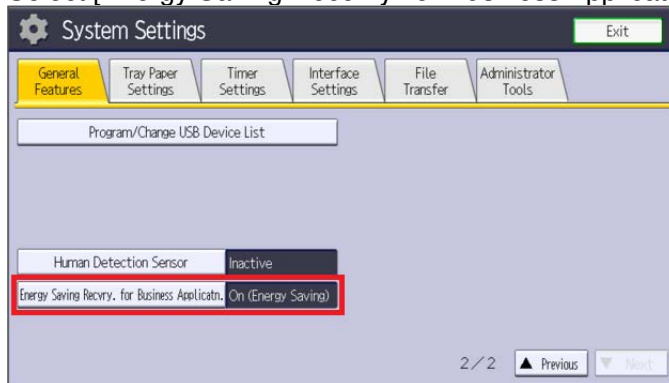 System Settings
Exit
General
Features
Tray Paper
Settings
Timer
Settings
Interface
Settings
File
Transfer
Administrator
Tools
Program/Change USB Device List
Human Detection Sensor
Inactive
Energy Saving Recvry. for Business Applicatn.
On (Energy Saving)
2/2
▲ Previous
▼ Next